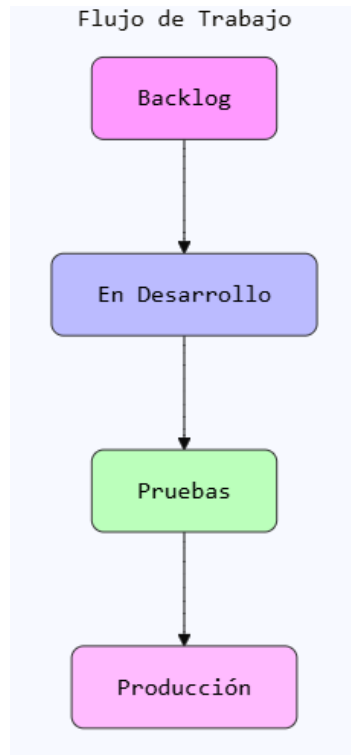 Flujo de Trabajo
Backlog
En Desarrollo
Pruebas
Producción